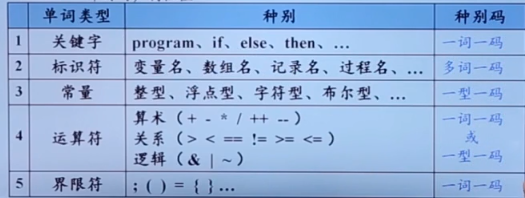 单词类型 种别 种别码
1 关键字 program、if、else、then、… 一词一码
2 标识符 变量名、数组名、记录名、过程名、… 多词一码
3 常量 整型、浮点型、字符型、布尔型、… 一型一码
4 运算符 算术（+ - * / ++ --） 一词一码
关系（> < == != >= <=） 或
逻辑（& | ~） 一型一码
5 界限符 ; ( ) = { } … 一词一码